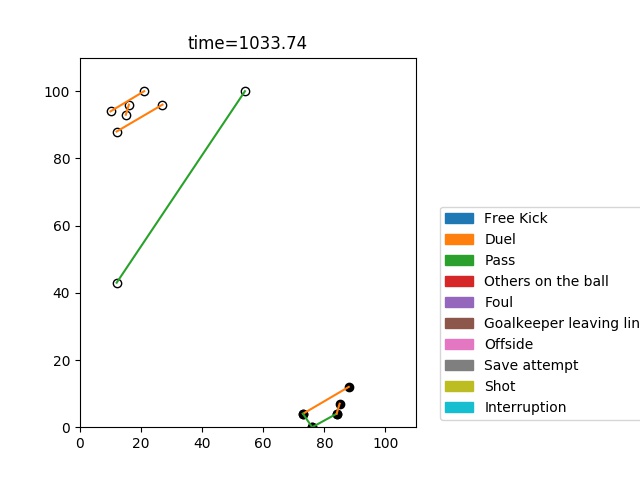 time=1033.74
100
80
60
40
20
0
0 20 40 60 80 100
Free Kick
Duel
Pass
Others on the ball
Foul
Goalkeeper leaving lin
Offside
Save attempt
Shot
Interruption